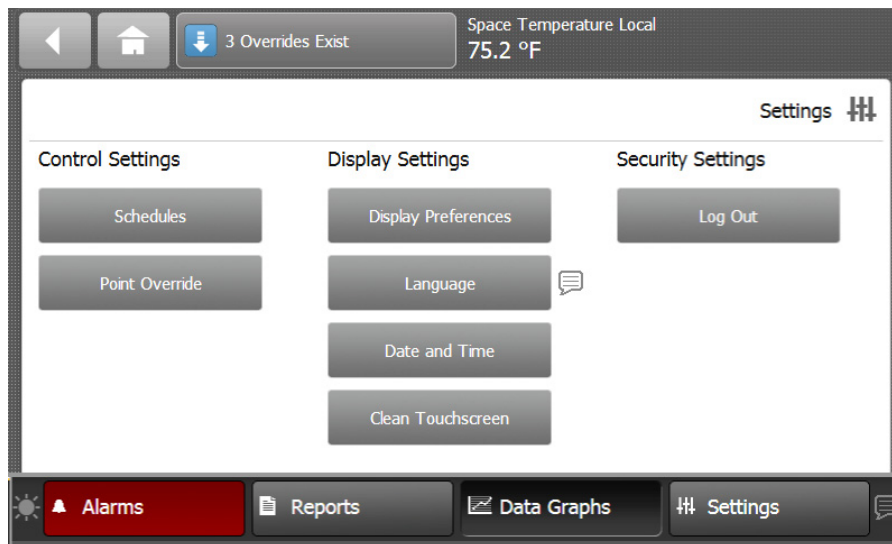 3 Overrides Exist
Space Temperature Local
75.2 °F
Settings
Control Settings
Display Settings
Security Settings
Schedules
Display Preferences
Log Out
Point Override
Language
Date and Time
Clean Touchscreen
Alarms
Reports
Data Graphs
Settings